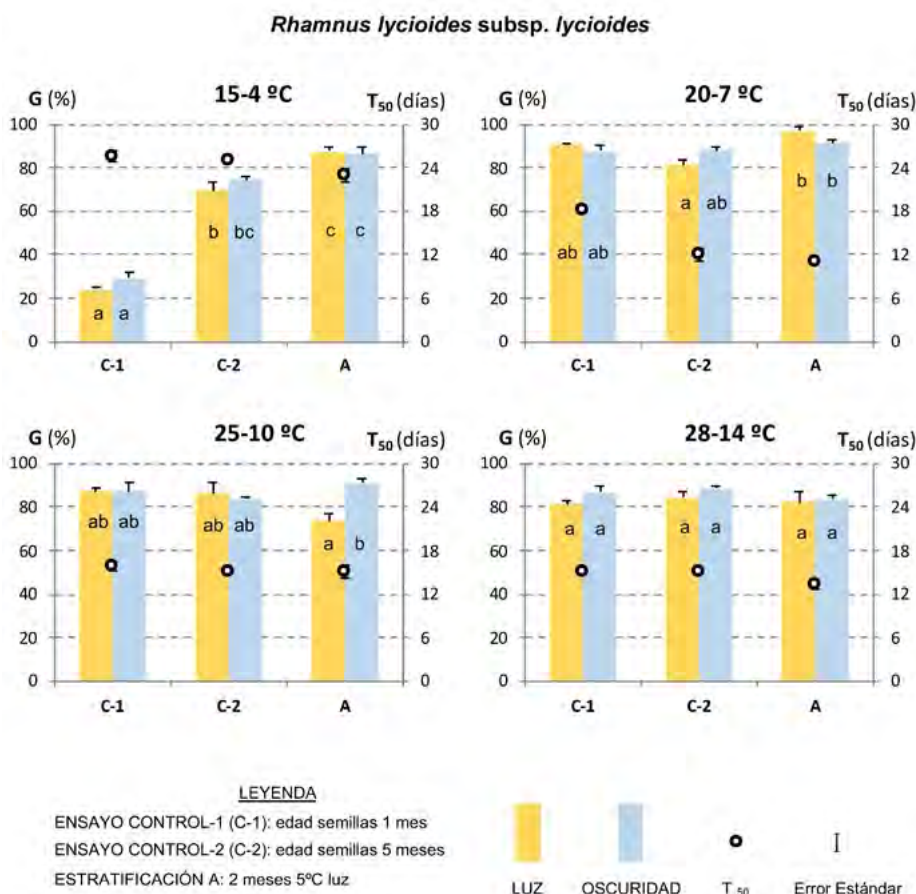 Rhamnus lycioides subsp. lycioides
G (%) 15-4 ºC T50 (días)
100 30
80 24
60 18
40 12
20 6
0 0
b bc c c
a a
C-1 C-2 A
G (%) 20-7 ºC T50 (días)
100 30
80 24
60 18
40 12
20 6
0 0
a ab b b
ab ab
C-1 C-2 A
G (%) 25-10 ºC T50 (días)
100 30
80 24
60 18
40 12
20 6
0 0
ab ab ab ab a b
C-1 C-2 A
G (%) 28-14 ºC T50 (días)
100 30
80 24
60 18
40 12
20 6
0 0
a a a a a a
C-1 C-2 A
LEYENDA
ENSAYO CONTROL-1 (C-1): edad semillas 1 mes
ENSAYO CONTROL-2 (C-2): edad semillas 5 meses
ESTRATIFICACIÓN A: 2 meses 5ºC luz
LUZ OSCURIDAD T 50 Error Estándar